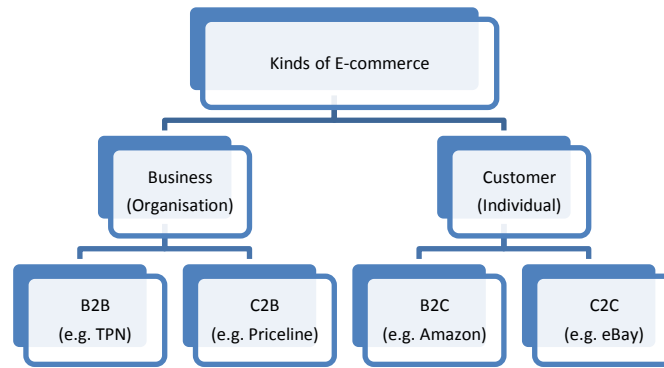 Kinds of E-commerce
Business
(Organisation)
Customer
(Individual)
B2B
(e.g. TPN)
C2B
(e.g. Priceline)
B2C
(e.g. Amazon)
C2C
(e.g. eBay)